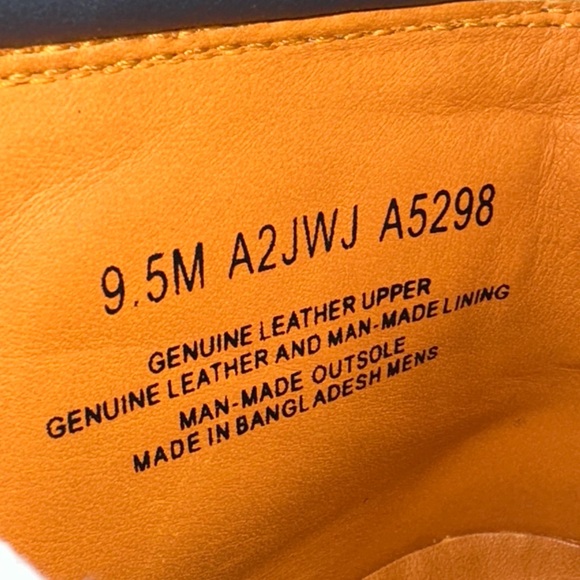 9.5M A2JWJ A5298
GENUINE LEATHER UPPER
GENUINE LEATHER AND MAN-MADE LINING
MAN-MADE OUTSOLE
MADE IN BANGLADESH MENS